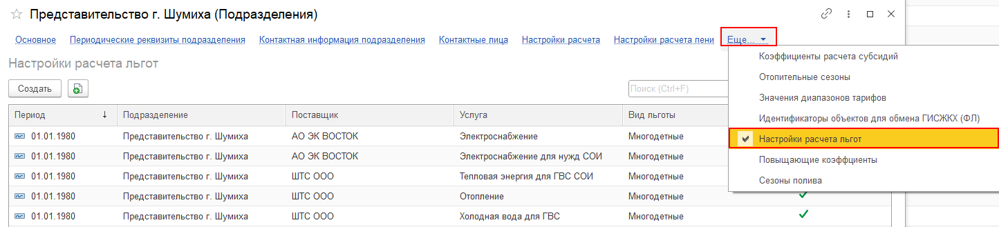 Представительство г. Шумиха (Подразделения)
Основное Периодические реквизиты подразделения Контактная информация подразделения Контактные лица Настройки расчета Настройки расчета пени Еще...
Настройки расчета льгот
Создать Поиск (Ctrl+F)
Период Подразделение Поставщик Услуга Вид льготы
01.01.1980 Представительство г. Шумиха АО ЭК ВОСТОК Электроснабжение Многодетные
01.01.1980 Представительство г. Шумиха АО ЭК ВОСТОК Электроснабжение для нужд СОИ Многодетные
01.01.1980 Представительство г. Шумиха ШТС ООО Тепловая энергия для ГВС СОИ Многодетные
01.01.1980 Представительство г. Шумиха ШТС ООО Отопление Многодетные
01.01.1980 Представительство г. Шумиха ШТС ООО Холодная вода для ГВС Многодетные
Коэффициенты расчета субсидий
Отопительные сезоны
Значения диапазонов тарифов
Идентификаторы объектов для обмена ГИСЖКХ (ФЛ)
Настройки расчета льгот
Повыщающие коэффциенты
Сезоны полива